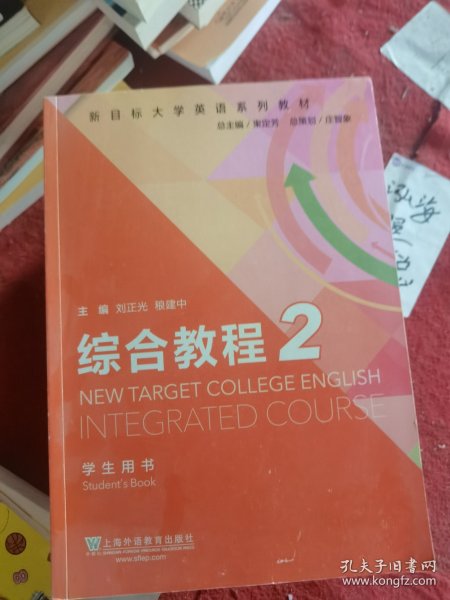 新目标大学英语系列教材
总主编/束定芳 总策划/庄智象
主 编 刘正光 稂建中
综合教程 2
NEW TARGET COLLEGE ENGLISH
INTEGRATED COURSE
学生用书
Student's Book
上海外语教育出版社
www.sflep.com
孔夫子旧书网
www.kongfz.com